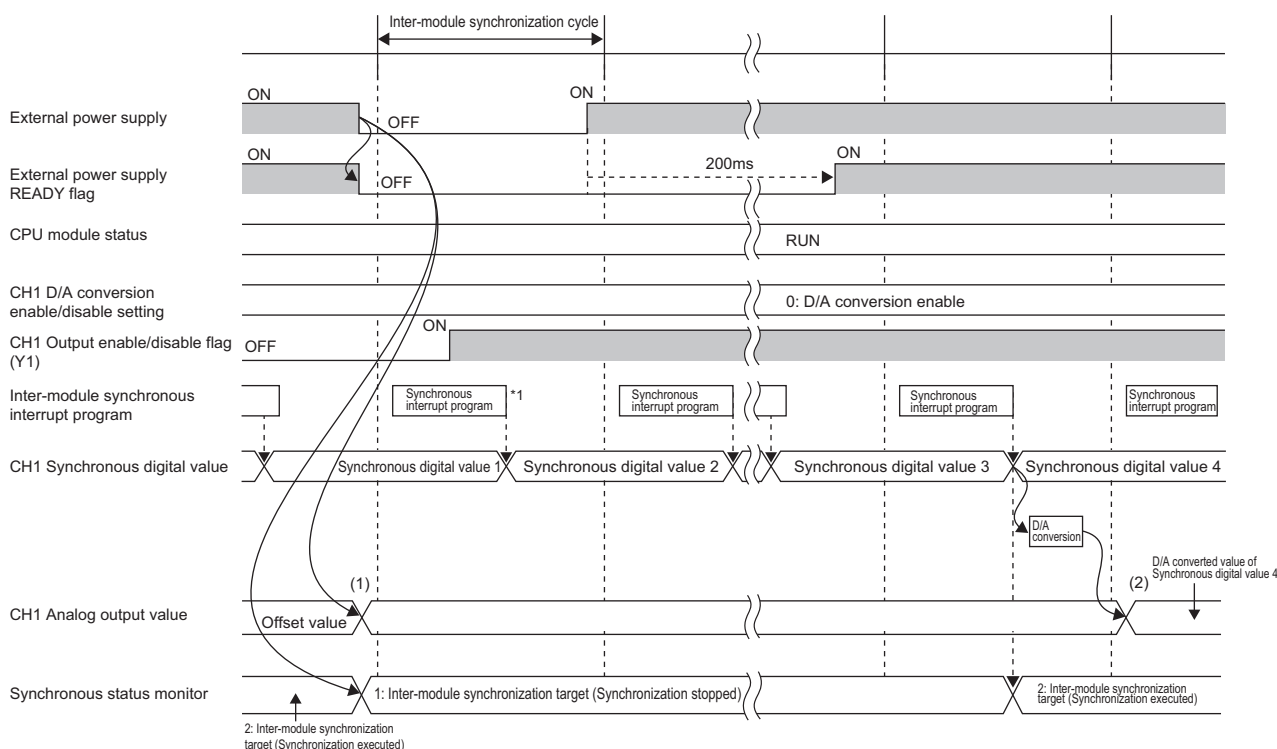 Inter-module synchronization cycle
ON
ON
External power supply
OFF
ON
200ms
ON
External power supply
READY flag
OFF
CPU module status
RUN
CH1 D/A conversion
enable/disable setting
0: D/A conversion enable
ON
CH1 Output enable/disable flag
(Y1)
OFF
Inter-module synchronous
interrupt program
Synchronous
interrupt program
*1
Synchronous
interrupt program
Synchronous
interrupt program
Synchronous
interrupt program
CH1 Synchronous digital value
Synchronous digital value 1
Synchronous digital value 2
Synchronous digital value 3
Synchronous digital value 4
D/A
conversion
D/A converted value of
Synchronous digital value 4
(1)
(2)
CH1 Analog output value
Offset value
Synchronous status monitor
1: Inter-module synchronization target (Synchronization stopped)
2: Inter-module synchronization
target (Synchronization executed)
2: Inter-module synchronization
target (Synchronization executed)